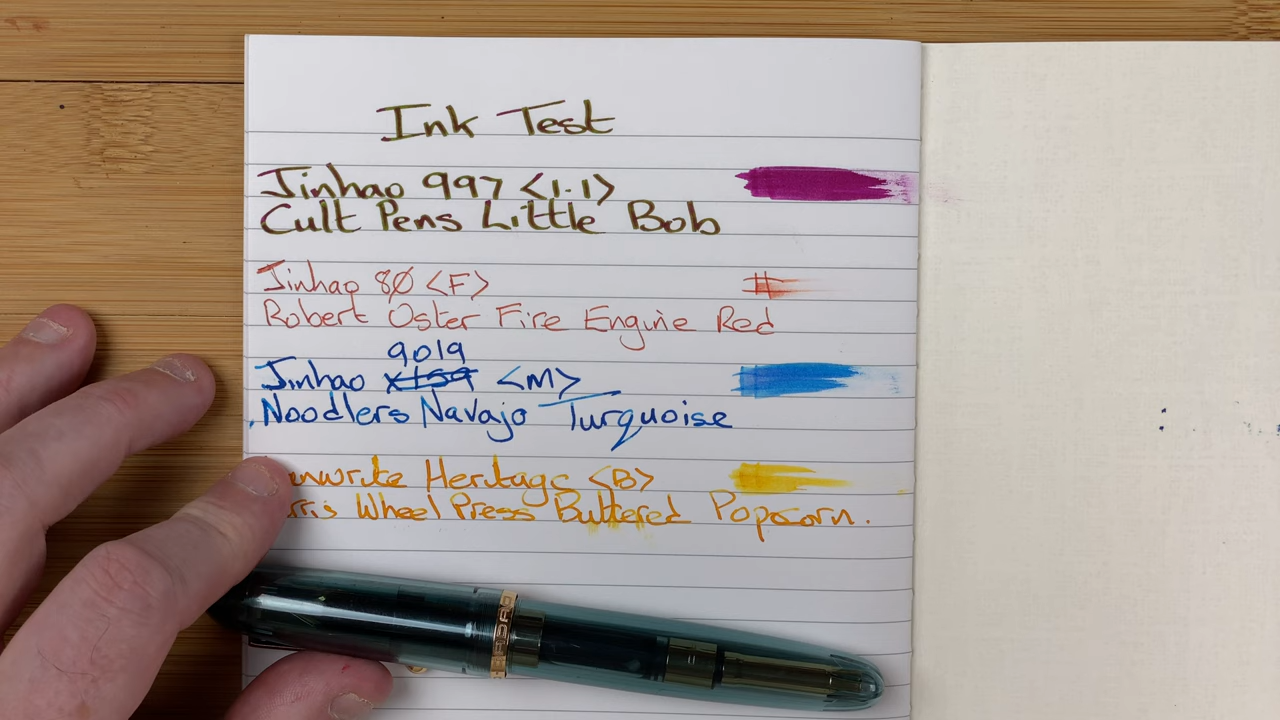 Ink Test
Jinhao 997 <1.1>
Cult Pens Little Bob
Jinhao 80 <F>
Robert Oster Fire Engine Red
9019
Jinhao x159 <M>
Noodlers Navajo Turquoise
Heritage <B>
Wheel Press Buttered Popcorn.